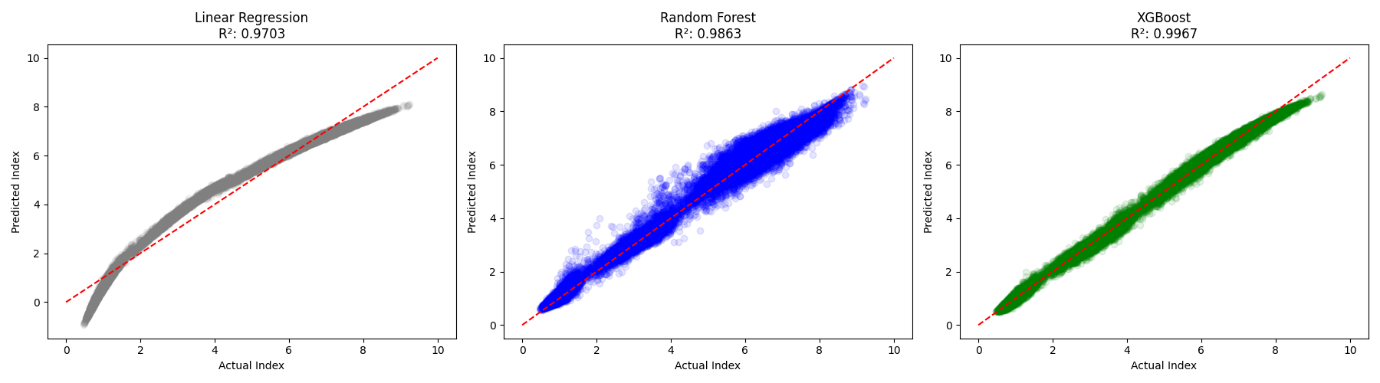 Linear Regression
R²: 0.9703
10
8
6
4
2
0
Predicted Index
0 2 4 6 8 10
Actual Index
Random Forest
R²: 0.9863
10
8
6
4
2
0
Predicted Index
0 2 4 6 8 10
Actual Index
XGBoost
R²: 0.9967
10
8
6
4
2
0
Predicted Index
0 2 4 6 8 10
Actual Index